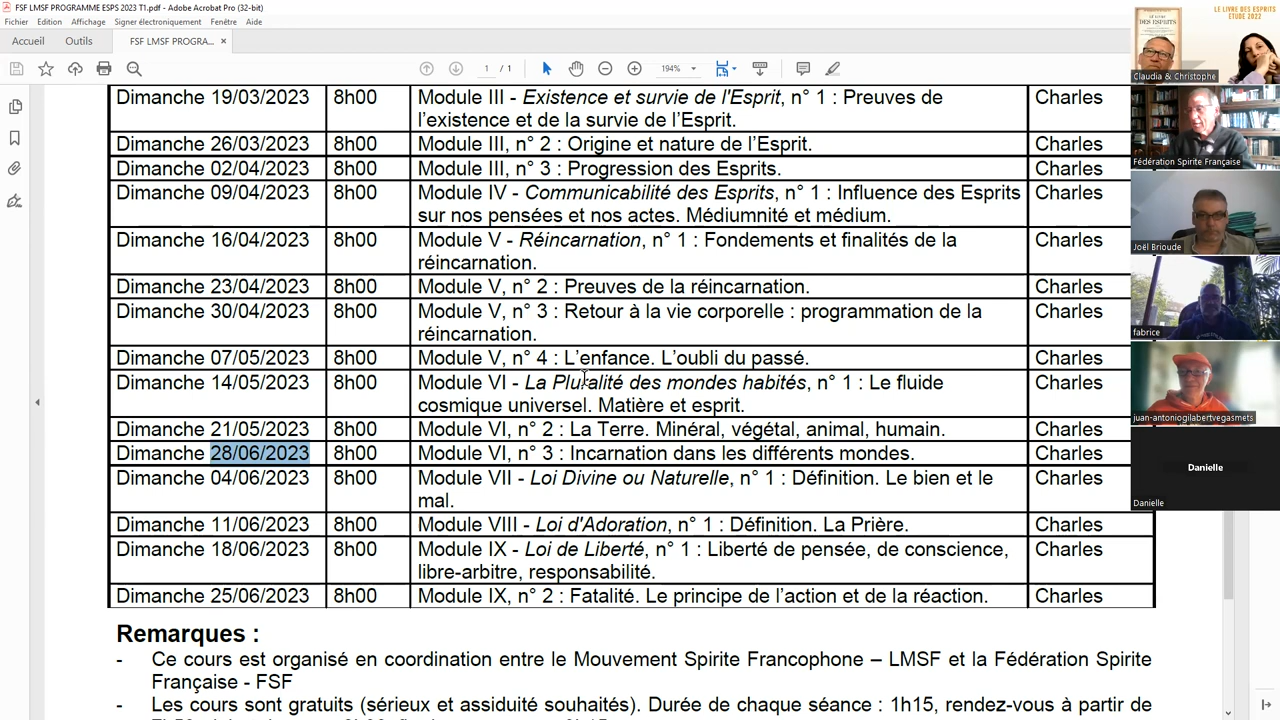 FSF LMSF PROGRAMME ESPS 2023 T1.pdf - Adobe Acrobat Pro (32-bit)
Fichier Edition Affichage Signer électroniquement Fenêtre Aide
Accueil Outils FSF LMSF PROGRA... ×
1 / 1 194%
Dimanche 19/03/2023 8h00 Module III - Existence et survie de l'Esprit, n° 1 : Preuves de Charles
l'existence et de la survie de l'Esprit.
Dimanche 26/03/2023 8h00 Module III, n° 2 : Origine et nature de l'Esprit. Charles
Dimanche 02/04/2023 8h00 Module III, n° 3 : Progression des Esprits. Charles
Dimanche 09/04/2023 8h00 Module IV - Communicabilité des Esprits, n° 1 : Influence des Esprits Charles
sur nos pensées et nos actes. Médiumnité et médium.
Dimanche 16/04/2023 8h00 Module V - Réincarnation, n° 1 : Fondements et finalités de la Charles
réincarnation.
Dimanche 23/04/2023 8h00 Module V, n° 2 : Preuves de la réincarnation. Charles
Dimanche 30/04/2023 8h00 Module V, n° 3 : Retour à la vie corporelle : programmation de la Charles
réincarnation.
Dimanche 07/05/2023 8h00 Module V, n° 4 : L'enfance. L'oubli du passé. Charles
Dimanche 14/05/2023 8h00 Module VI - La Pluralité des mondes habités, n° 1 : Le fluide Charles
cosmique universel. Matière et esprit.
Dimanche 21/05/2023 8h00 Module VI, n° 2 : La Terre. Minéral, végétal, animal, humain. Charles
Dimanche 28/06/2023 8h00 Module VI, n° 3 : Incarnation dans les différents mondes. Charles
Dimanche 04/06/2023 8h00 Module VII - Loi Divine ou Naturelle, n° 1 : Définition. Le bien et le Charles
mal.
Dimanche 11/06/2023 8h00 Module VIII - Loi d'Adoration, n° 1 : Définition. La Prière. Charles
Dimanche 18/06/2023 8h00 Module IX - Loi de Liberté, n° 1 : Liberté de pensée, de conscience, Charles
libre-arbitre, responsabilité.
Dimanche 25/06/2023 8h00 Module IX, n° 2 : Fatalité. Le principe de l'action et de la réaction. Charles
Remarques :
- Ce cours est organisé en coordination entre le Mouvement Spirite Francophone – LMSF et la Fédération Spirite
Française - FSF
- Les cours sont gratuits (sérieux et assiduité souhaités). Durée de chaque séance : 1h15, rendez-vous à partir de
LE LIVRE DES ESPRITS
ETUDE 2022
DES ESPRITS
Claudia & Christophe
Fédération Spirite Française
Joël Brioude
fabrice
juan-antoniogilabertvegasmets
Danielle
Danielle